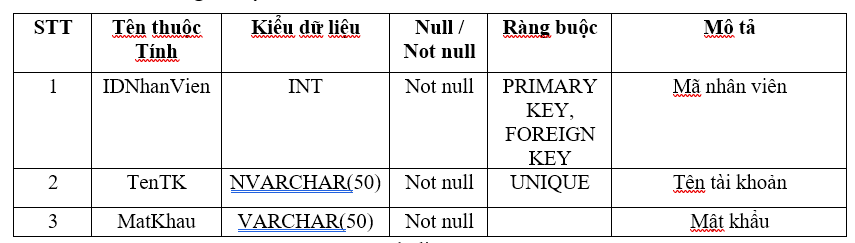 STT Tên thuộc Tính Kiểu dữ liệu Null / Not null Ràng buộc Mô tả
1 IDNhanVien INT Not null PRIMARY KEY, FOREIGN KEY Mã nhân viên
2 TenTK NVARCHAR(50) Not null UNIQUE Tên tài khoản
3 MatKhau VARCHAR(50) Not null Mật khẩu